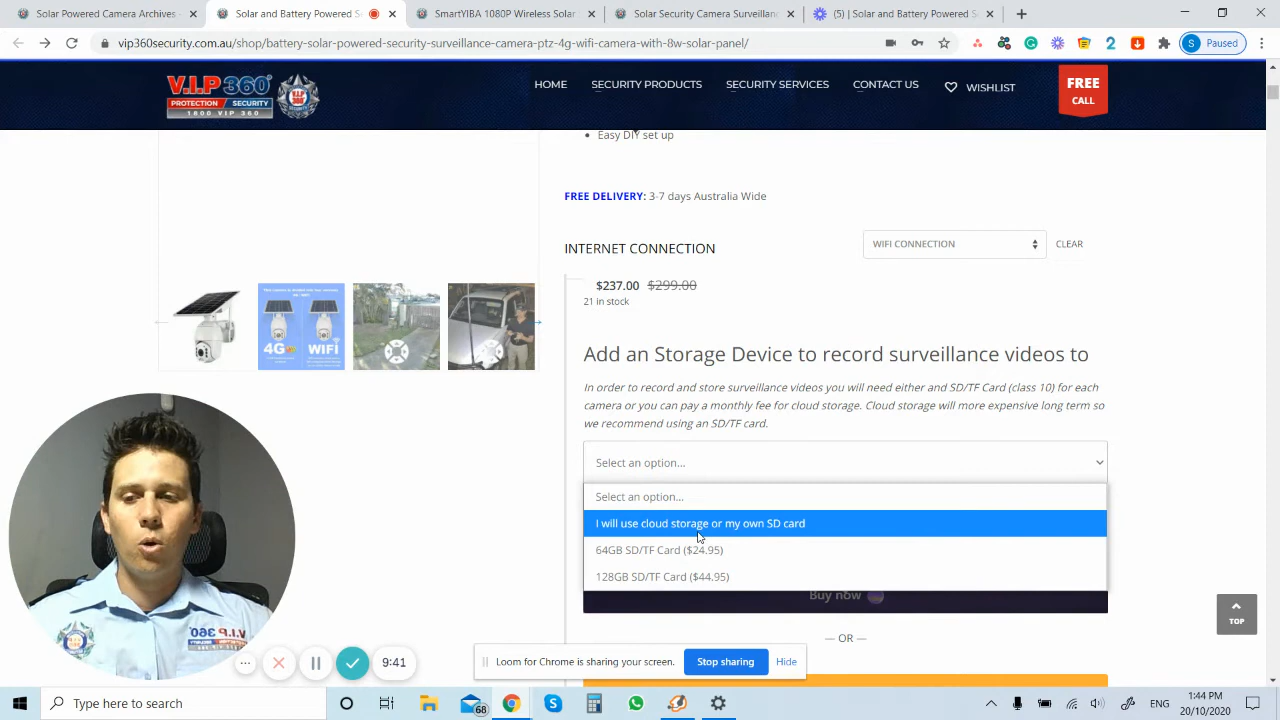 Solar Powered Camera Archives
Solar and Battery Powered S
SmartYIBA 1080P Wireless Solar
Solar Security Camera Surveillanc
(5) | Solar and Battery Powered S
vip360security.com.au/shop/battery-solar-powered-security-surveillance-camera-ptz-4g-wifi-camera-with-8w-solar-panel/
S Paused
V.I.P 360°
PROTECTION SECURITY
1800 VIP 360
HOME
SECURITY PRODUCTS
SECURITY SERVICES
CONTACT US
WISHLIST
FREE
CALL
• Easy DIY set up
FREE DELIVERY: 3-7 days Australia Wide
INTERNET CONNECTION
WIFI CONNECTION
CLEAR
$237.00 $299.00
21 in stock
4G
WIFI
Add an Storage Device to record surveillance videos to
In order to record and store surveillance videos you will need either and SD/TF Card (class 10) for each
camera or you can pay a monthly fee for cloud storage. Cloud storage will more expensive long term so
we recommend using an SD/TF card.
Select an option...
Select an option...
I will use cloud storage or my own SD card
64GB SD/TF Card ($24.95)
128GB SD/TF Card ($44.95)
Buy now
— OR —
TOP
9:41
Loom for Chrome is sharing your screen.
Stop sharing
Hide
Type here to search
68
ENG
1:44 PM
20/10/2020